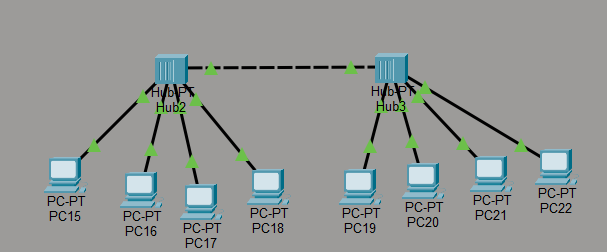 Hub-PT
Hub2
Hub-PT
Hub3
PC-PT
PC15
PC-PT
PC16
PC-PT
PC17
PC-PT
PC18
PC-PT
PC19
PC-PT
PC20
PC-PT
PC21
PC-PT
PC22